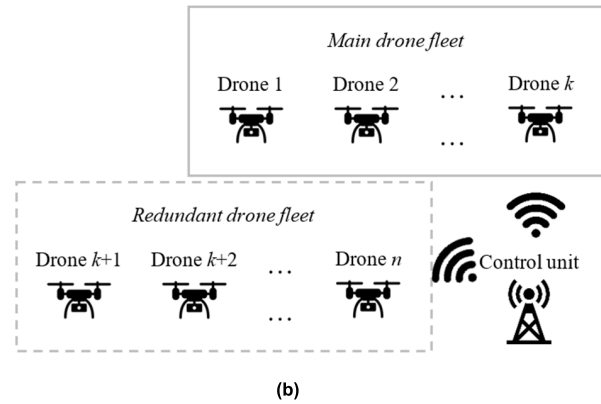 Main drone fleet
Drone 1 Drone 2 ... Drone k
...
Redundant drone fleet
Drone k+1 Drone k+2 ... Drone n
...
Control unit
(b)